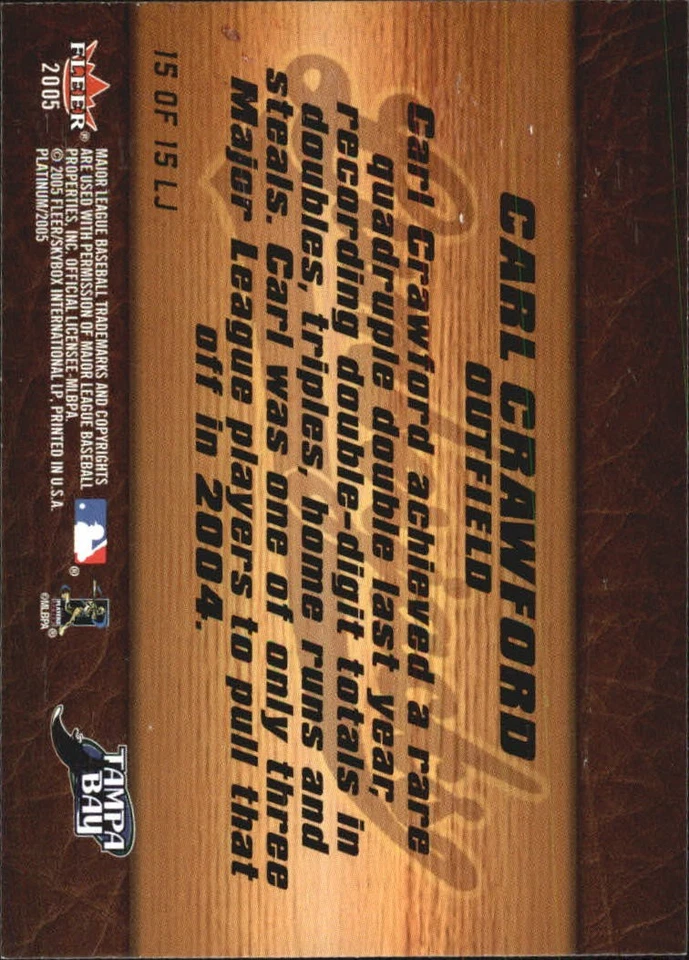 CARL CRAWFORD
OUTFIELD
Carl Crawford achieved a rare
quadruple double last year,
recording double-digit totals in
doubles, triples, home runs and
steals. Carl was one of only three
Major League players to pull that
off in 2004.
15 OF 15 LJ
FLEER®
2005
MAJOR LEAGUE BASEBALL TRADEMARKS AND COPYRIGHTS
ARE USED WITH PERMISSION OF MAJOR LEAGUE BASEBALL
PROPERTIES, INC. OFFICIAL LICENSEE-MLBPA.
© 2005 FLEER/SKYBOX INTERNATIONAL LP, PRINTED IN U.S.A.
PLATINUM/2005
®
PLAYERS
®
©MLBPA
TAMPA
BAY